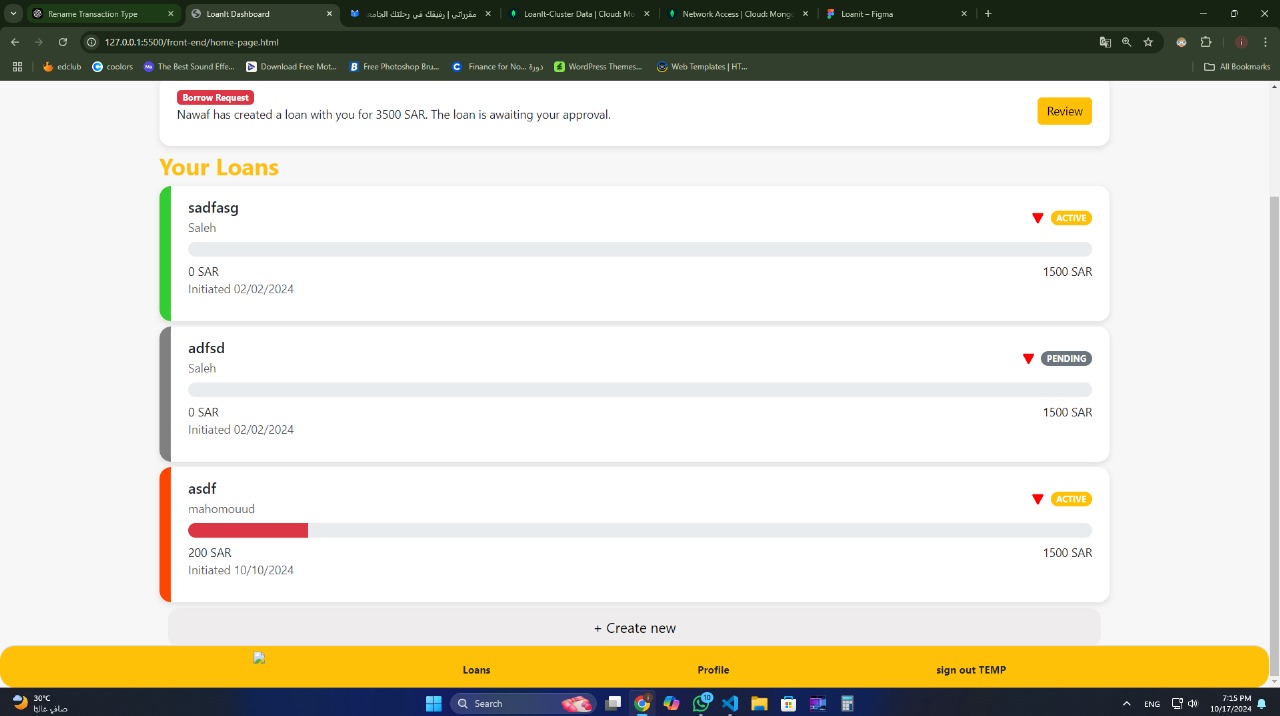 Rename Transaction Type
LoanIt Dashboard
مقرراتي | رفيقك في رحلتك الجامعـ
LoanIt-Cluster Data | Cloud: Mo
Network Access | Cloud: Mong
Loanit – Figma
127.0.0.1:5500/front-end/home-page.html
edclub
coolors
The Best Sound Effe...
Download Free Mot...
Free Photoshop Bru...
Finance for No... دورة
WordPress Themes...
Web Templates | HT...
All Bookmarks
Borrow Request
Nawaf has created a loan with you for 3500 SAR. The loan is awaiting your approval.
Review
Your Loans
sadfasg
Saleh
ACTIVE
0 SAR
1500 SAR
Initiated 02/02/2024
adfsd
Saleh
PENDING
0 SAR
1500 SAR
Initiated 02/02/2024
asdf
mahomouud
ACTIVE
200 SAR
1500 SAR
Initiated 10/10/2024
+ Create new
Loans
Profile
sign out TEMP
30°C
صافي غالبا
Search
10
ENG
7:15 PM
10/17/2024